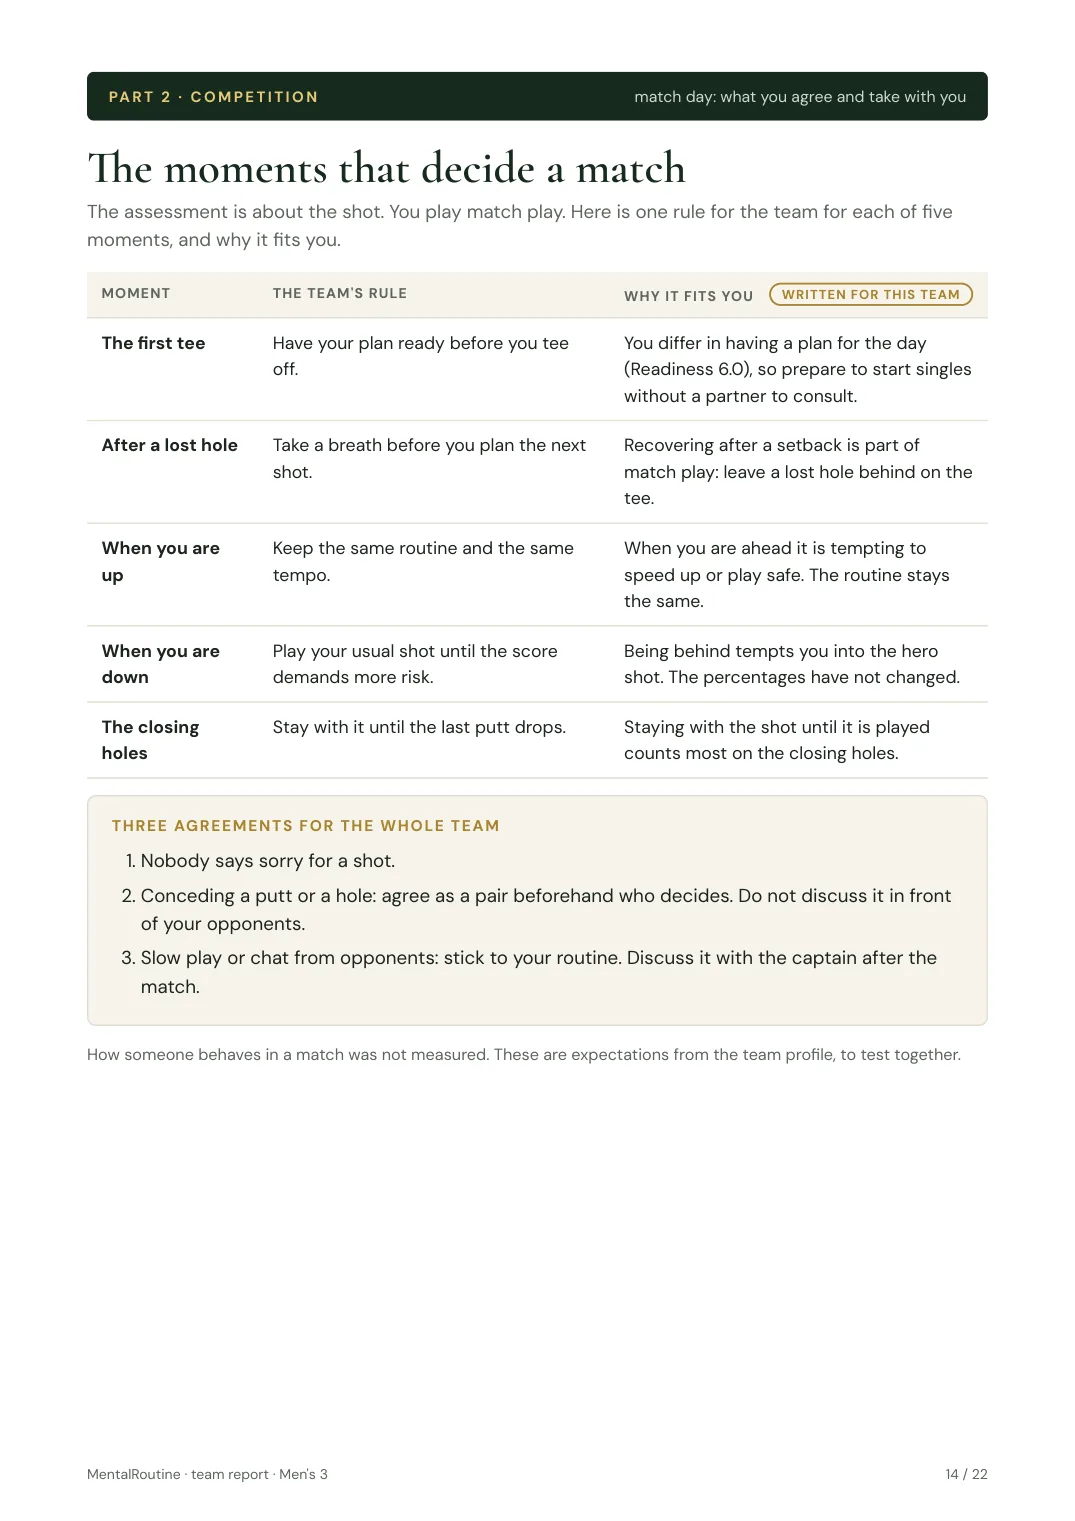 PART 2 · COMPETITION
match day: what you agree and take with you
The moments that decide a match
The assessment is about the shot. You play match play. Here is one rule for the team for each of five
moments, and why it fits you.
MOMENT
THE TEAM'S RULE
WHY IT FITS YOU
WRITTEN FOR THIS TEAM
The first tee
Have your plan ready before you tee
off.
You differ in having a plan for the day
(Readiness 6.0), so prepare to start singles
without a partner to consult.
After a lost hole
Take a breath before you plan the next
shot.
Recovering after a setback is part of
match play: leave a lost hole behind on the
tee.
When you are
up
Keep the same routine and the same
tempo.
When you are ahead it is tempting to
speed up or play safe. The routine stays
the same.
When you are
down
Play your usual shot until the score
demands more risk.
Being behind tempts you into the hero
shot. The percentages have not changed.
The closing
holes
Stay with it until the last putt drops.
Staying with the shot until it is played
counts most on the closing holes.
THREE AGREEMENTS FOR THE WHOLE TEAM
1. Nobody says sorry for a shot.
2. Conceding a putt or a hole: agree as a pair beforehand who decides. Do not discuss it in front
of your opponents.
3. Slow play or chat from opponents: stick to your routine. Discuss it with the captain after the
match.
How someone behaves in a match was not measured. These are expectations from the team profile, to test together.
MentalRoutine · team report · Men's 3
14 / 22